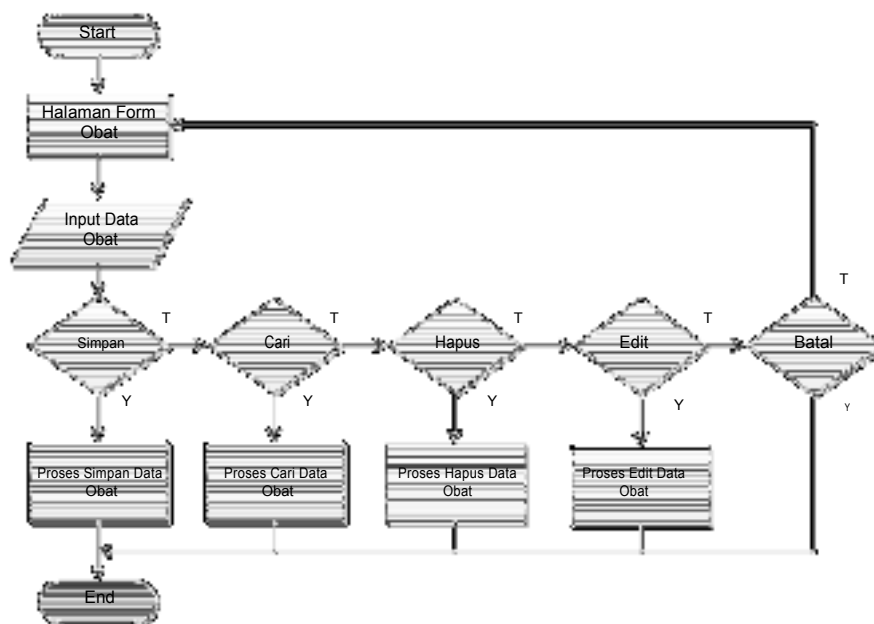 Start
Halaman Form
Obat
Input Data
Obat
T
Simpan
T
Cari
T
Hapus
T
Edit
T
Batal
Y
Y
Y
Y
Y
Proses Simpan Data
Obat
Proses Cari Data
Obat
Proses Hapus Data
Obat
Proses Edit Data
Obat
End